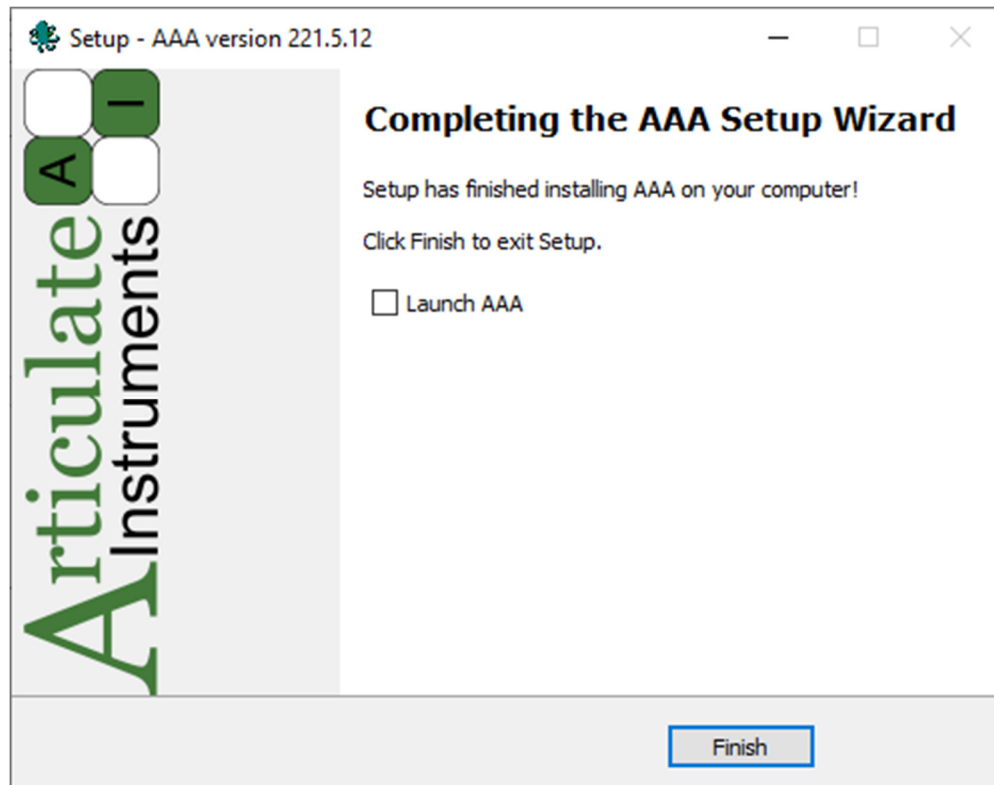 Setup - AAA version 221.5.12
A I
Articulate
Instruments
Completing the AAA Setup Wizard
Setup has finished installing AAA on your computer!
Click Finish to exit Setup.
Launch AAA
Finish